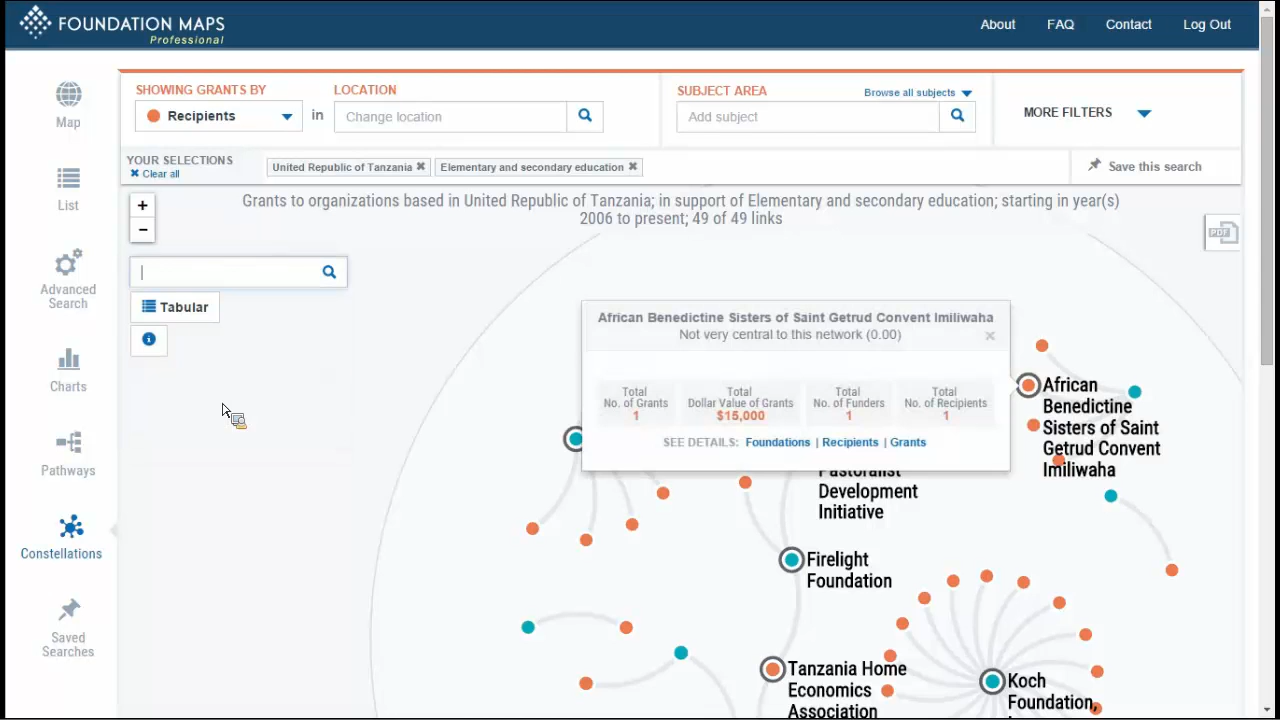 FOUNDATION MAPS
Professional
About
FAQ
Contact
Log Out
Map
List
Advanced
Search
Charts
Pathways
Constellations
Saved
Searches
SHOWING GRANTS BY
Recipients
in
LOCATION
Change location
SUBJECT AREA
Browse all subjects
Add subject
MORE FILTERS
YOUR SELECTIONS
Clear all
United Republic of Tanzania
Elementary and secondary education
Save this search
Grants to organizations based in United Republic of Tanzania; in support of Elementary and secondary education; starting in year(s)
2006 to present; 49 of 49 links
+
−
PDF
Tabular
African Benedictine Sisters of Saint Getrud Convent Imiliwaha
Not very central to this network (0.00)
Total
No. of Grants
1
Total
Dollar Value of Grants
$15,000
Total
No. of Funders
1
Total
No. of Recipients
1
SEE DETAILS: Foundations | Recipients | Grants
African
Benedictine
Sisters of Saint
Getrud Convent
Imiliwaha
Pastoralist
Development
Initiative
Firelight
Foundation
Tanzania Home
Economics
Association
Koch
Foundation,